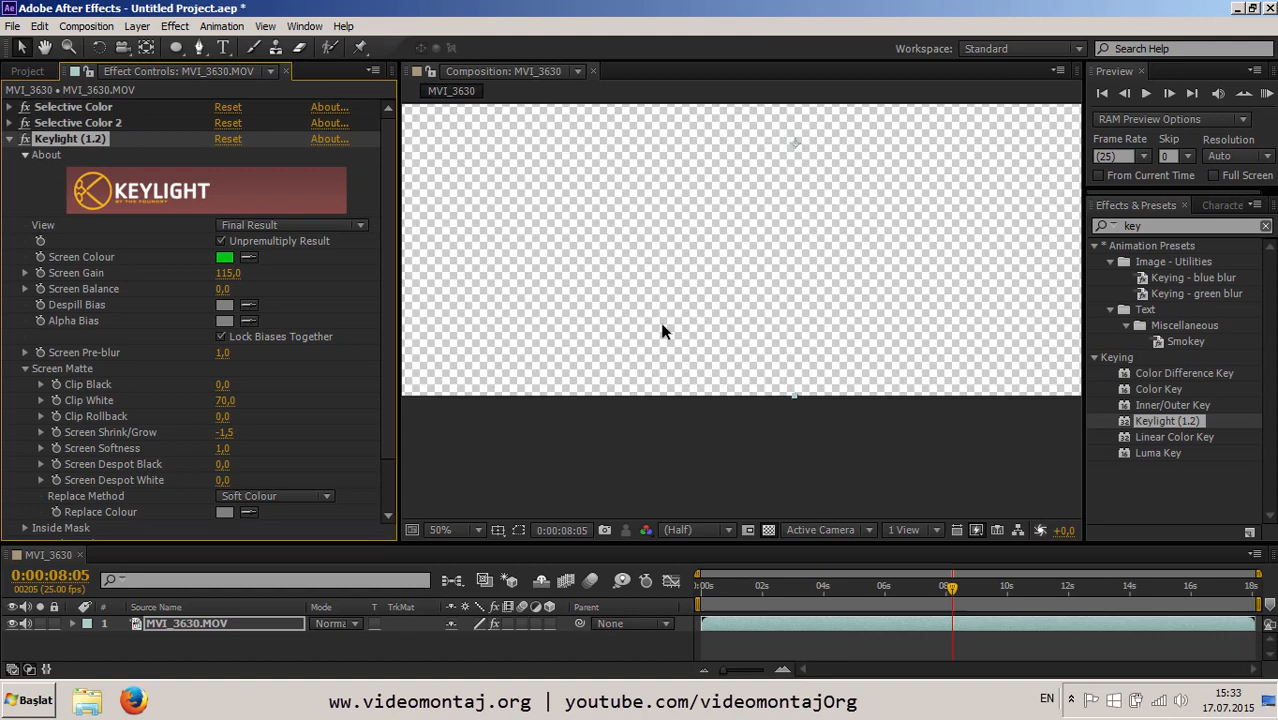 Adobe After Effects - Untitled Project.aep *
File Edit Composition Layer Effect Animation View Window Help
Workspace: Standard Search Help
Project Effect Controls: MVI_3630.MOV
MVI_3630 • MVI_3630.MOV
Selective Color Reset About...
Selective Color 2 Reset About...
Keylight (1.2) Reset About...
About
KEYLIGHT
BY THE FOUNDRY
View Final Result
Unpremultiply Result
Screen Colour
Screen Gain 115,0
Screen Balance 0,0
Despill Bias
Alpha Bias
Lock Biases Together
Screen Pre-blur 1,0
Screen Matte
Clip Black 0,0
Clip White 70,0
Clip Rollback 0,0
Screen Shrink/Grow -1,5
Screen Softness 1,0
Screen Despot Black 0,0
Screen Despot White 0,0
Replace Method Soft Colour
Replace Colour
Inside Mask
Composition: MVI_3630
MVI_3630
50% 0:00:08:05 (Half) Active Camera 1 View +0,0
Preview
RAM Preview Options
Frame Rate Skip Resolution
(25) 0 Auto
From Current Time Full Screen
Effects & Presets Characte
key
* Animation Presets
Image - Utilities
Keying - blue blur
Keying - green blur
Text
Miscellaneous
Smokey
Keying
Color Difference Key
Color Key
Inner/Outer Key
Keylight (1.2)
Linear Color Key
Luma Key
MVI_3630
0:00:08:05
00205 (25.00 fps)
# Source Name Mode T TrkMat Parent
1 MVI_3630.MOV Norma None
:00s 02s 04s 06s 08s 10s 12s 14s 16s 18s
Başlat
www.videomontaj.org | youtube.com/videomontajOrg
EN
15:33
17.07.2015